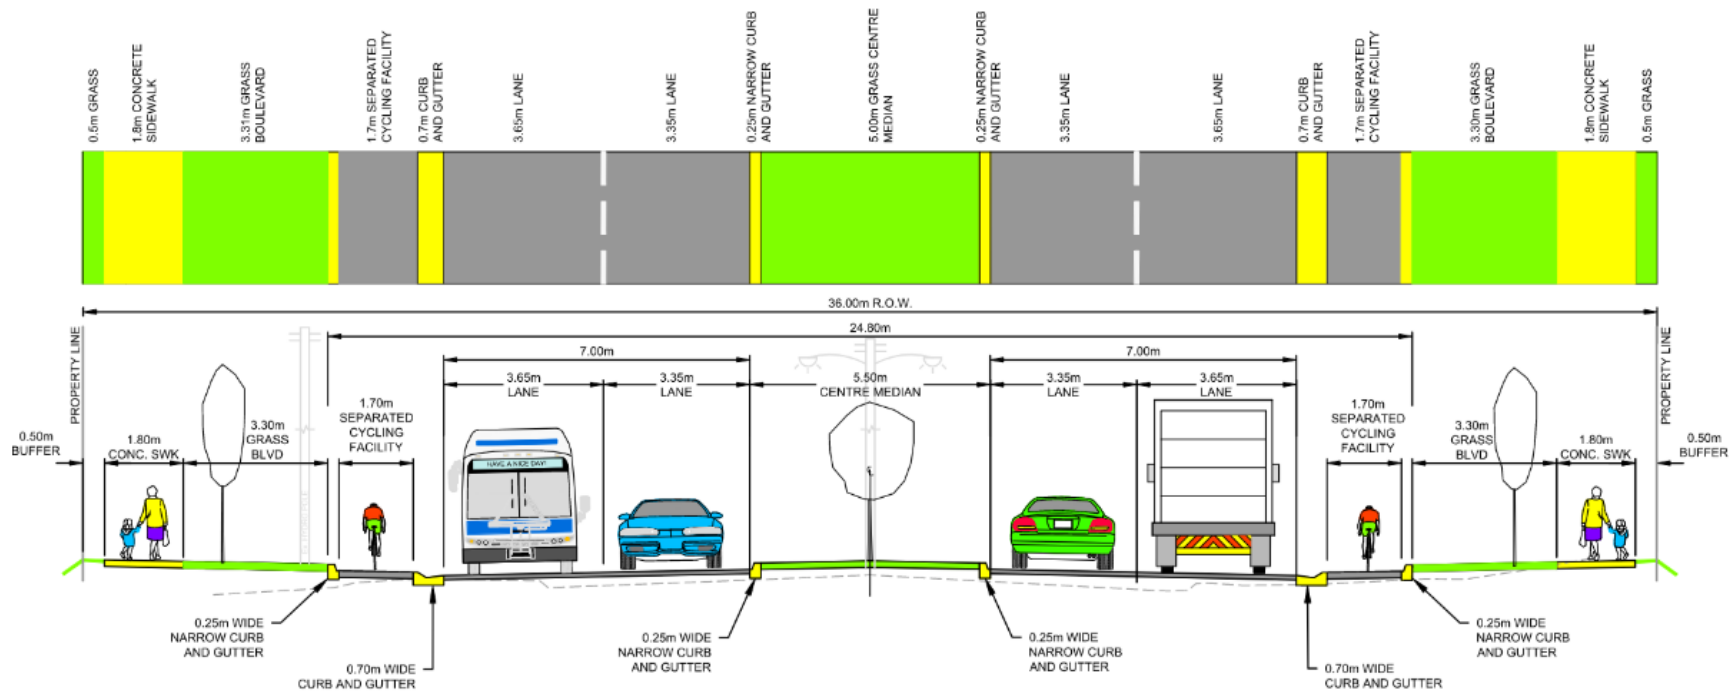 0.5m GRASS
1.8m CONCRETE
SIDEWALK
3.31m GRASS
BOULEVARD
1.7m SEPARATED
CYCLING FACILITY
0.7m CURB
AND GUTTER
3.65m LANE
3.35m LANE
0.25m NARROW CURB
AND GUTTER
5.00m GRASS CENTRE
MEDIAN
0.25m NARROW CURB
AND GUTTER
3.35m LANE
3.65m LANE
0.7m CURB
AND GUTTER
1.7m SEPARATED
CYCLING FACILITY
3.30m GRASS
BOULEVARD
1.8m CONCRETE
SIDEWALK
0.5m GRASS
36.00m R.O.W.
24.80m
7.00m
7.00m
PROPERTY LINE
PROPERTY LINE
3.65m
LANE
3.35m
LANE
5.50m
CENTRE MEDIAN
3.35m
LANE
3.65m
LANE
0.50m
BUFFER
1.80m
CONC. SWK
3.30m
GRASS
BLVD
1.70m
SEPARATED
CYCLING
FACILITY
1.70m
SEPARATED
CYCLING
FACILITY
3.30m
GRASS
BLVD
1.80m
CONC. SWK
0.50m
BUFFER
HAVE A NICE DAY!
0.25m WIDE
NARROW CURB
AND GUTTER
0.70m WIDE
CURB AND GUTTER
0.25m WIDE
NARROW CURB
AND GUTTER
0.25m WIDE
NARROW CURB
AND GUTTER
0.70m WIDE
CURB AND GUTTER
0.25m WIDE
NARROW CURB
AND GUTTER